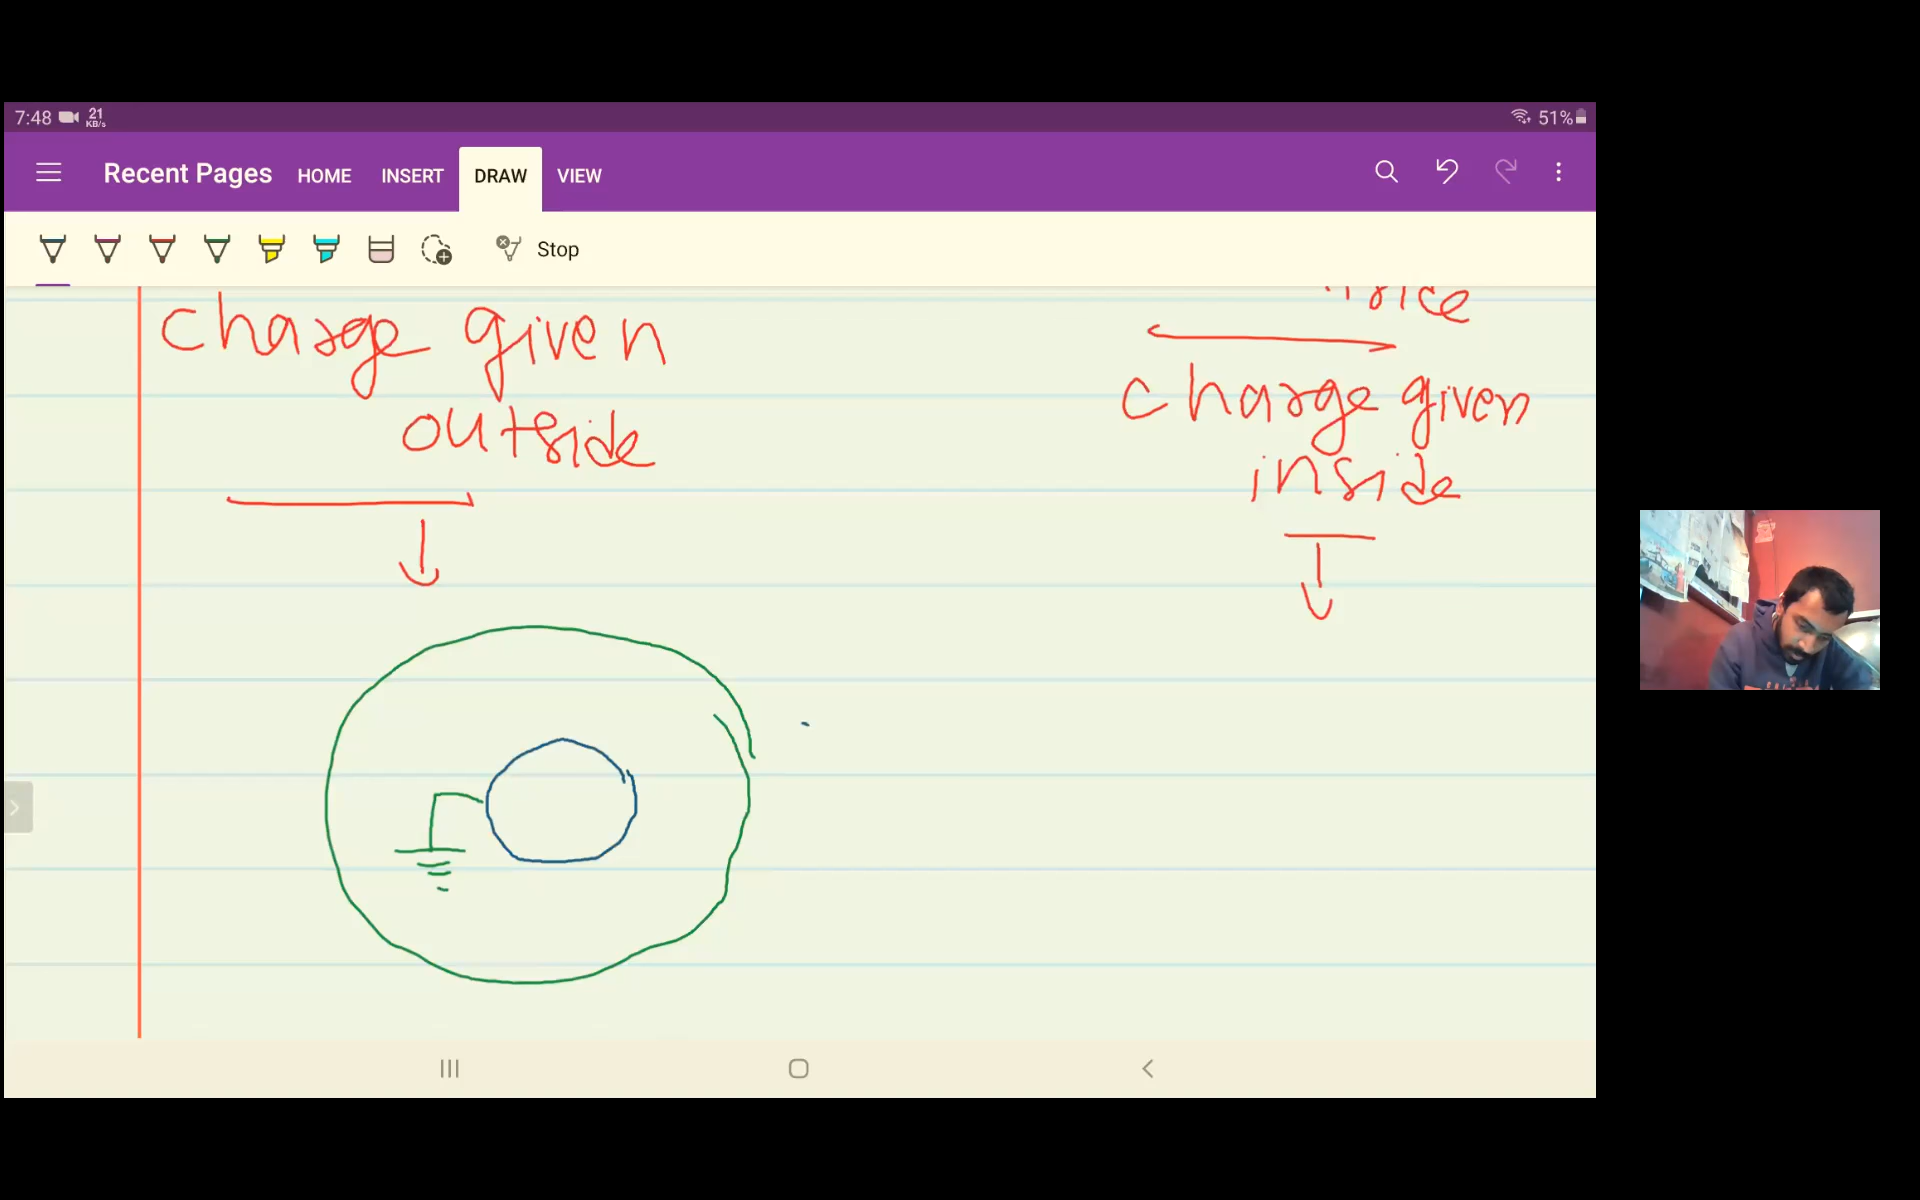 7:48 21 KB/s 51%
Recent Pages HOME INSERT DRAW VIEW
Stop
charge given
outside
charge given
inside